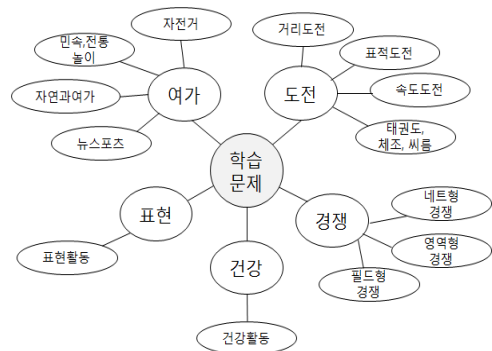 자전거
거리도전
민속,전통
놀이
표적도전
여가
도전
자연과여가
속도도전
뉴스포츠
태권도,
체조, 씨름
학습
문제
표현
경쟁
네트형
경쟁
영역형
경쟁
표현활동
건강
필드형
경쟁
건강활동